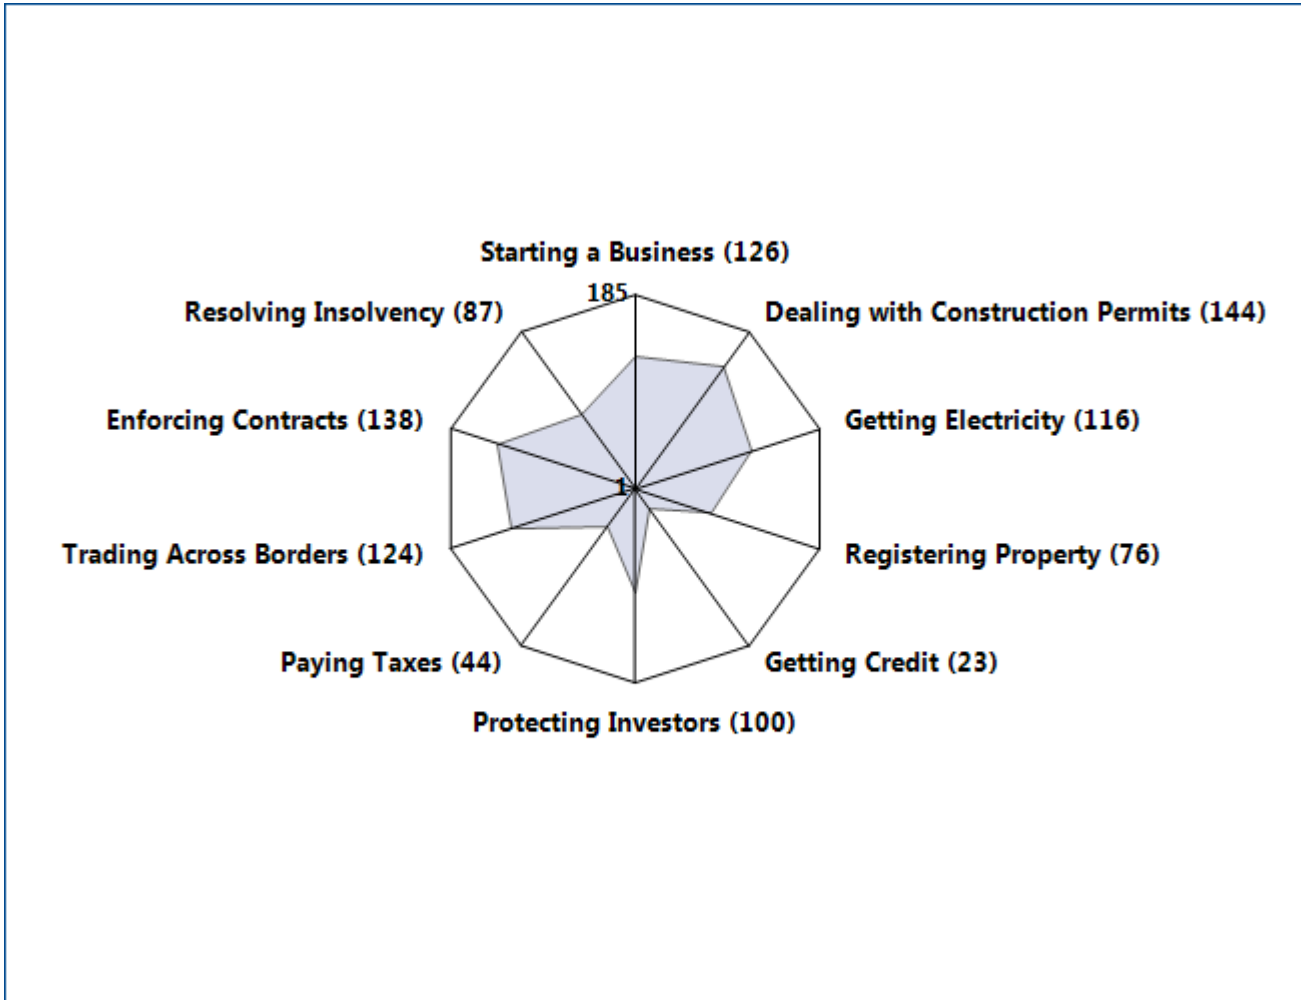 Starting a Business (126)
185
Resolving Insolvency (87)
Dealing with Construction Permits (144)
Enforcing Contracts (138)
Getting Electricity (116)
1
Trading Across Borders (124)
Registering Property (76)
Paying Taxes (44)
Getting Credit (23)
Protecting Investors (100)